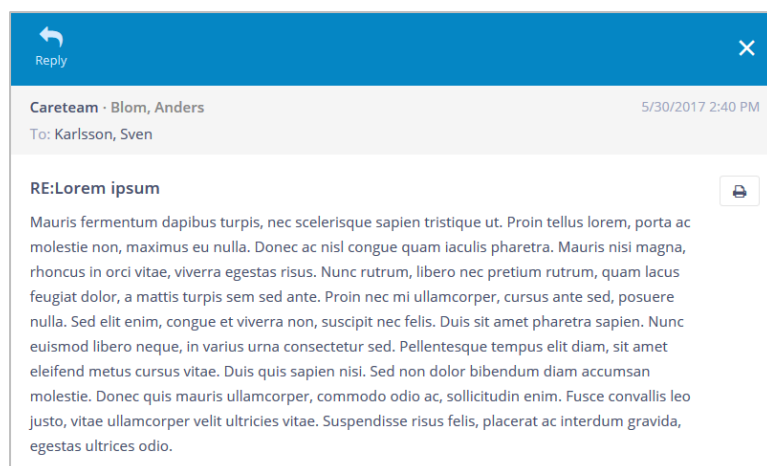 Reply
Careteam · Blom, Anders
5/30/2017 2:40 PM
To: Karlsson, Sven
RE:Lorem ipsum
Mauris fermentum dapibus turpis, nec scelerisque sapien tristique ut. Proin tellus lorem, porta ac
molestie non, maximus eu nulla. Donec ac nisl congue quam iaculis pharetra. Mauris nisi magna,
rhoncus in orci vitae, viverra egestas risus. Nunc rutrum, libero nec pretium rutrum, quam lacus
feugiat dolor, a mattis turpis sem sed ante. Proin nec mi ullamcorper, cursus ante sed, posuere
nulla. Sed elit enim, congue et viverra non, suscipit nec felis. Duis sit amet pharetra sapien. Nunc
euismod libero neque, in varius urna consectetur sed. Pellentesque tempus elit diam, sit amet
eleifend metus cursus vitae. Duis quis sapien nisi. Sed non dolor bibendum diam accumsan
molestie. Donec quis mauris ullamcorper, commodo odio ac, sollicitudin enim. Fusce convallis leo
justo, vitae ullamcorper velit ultricies vitae. Suspendisse risus felis, placerat ac interdum gravida,
egestas ultrices odio.